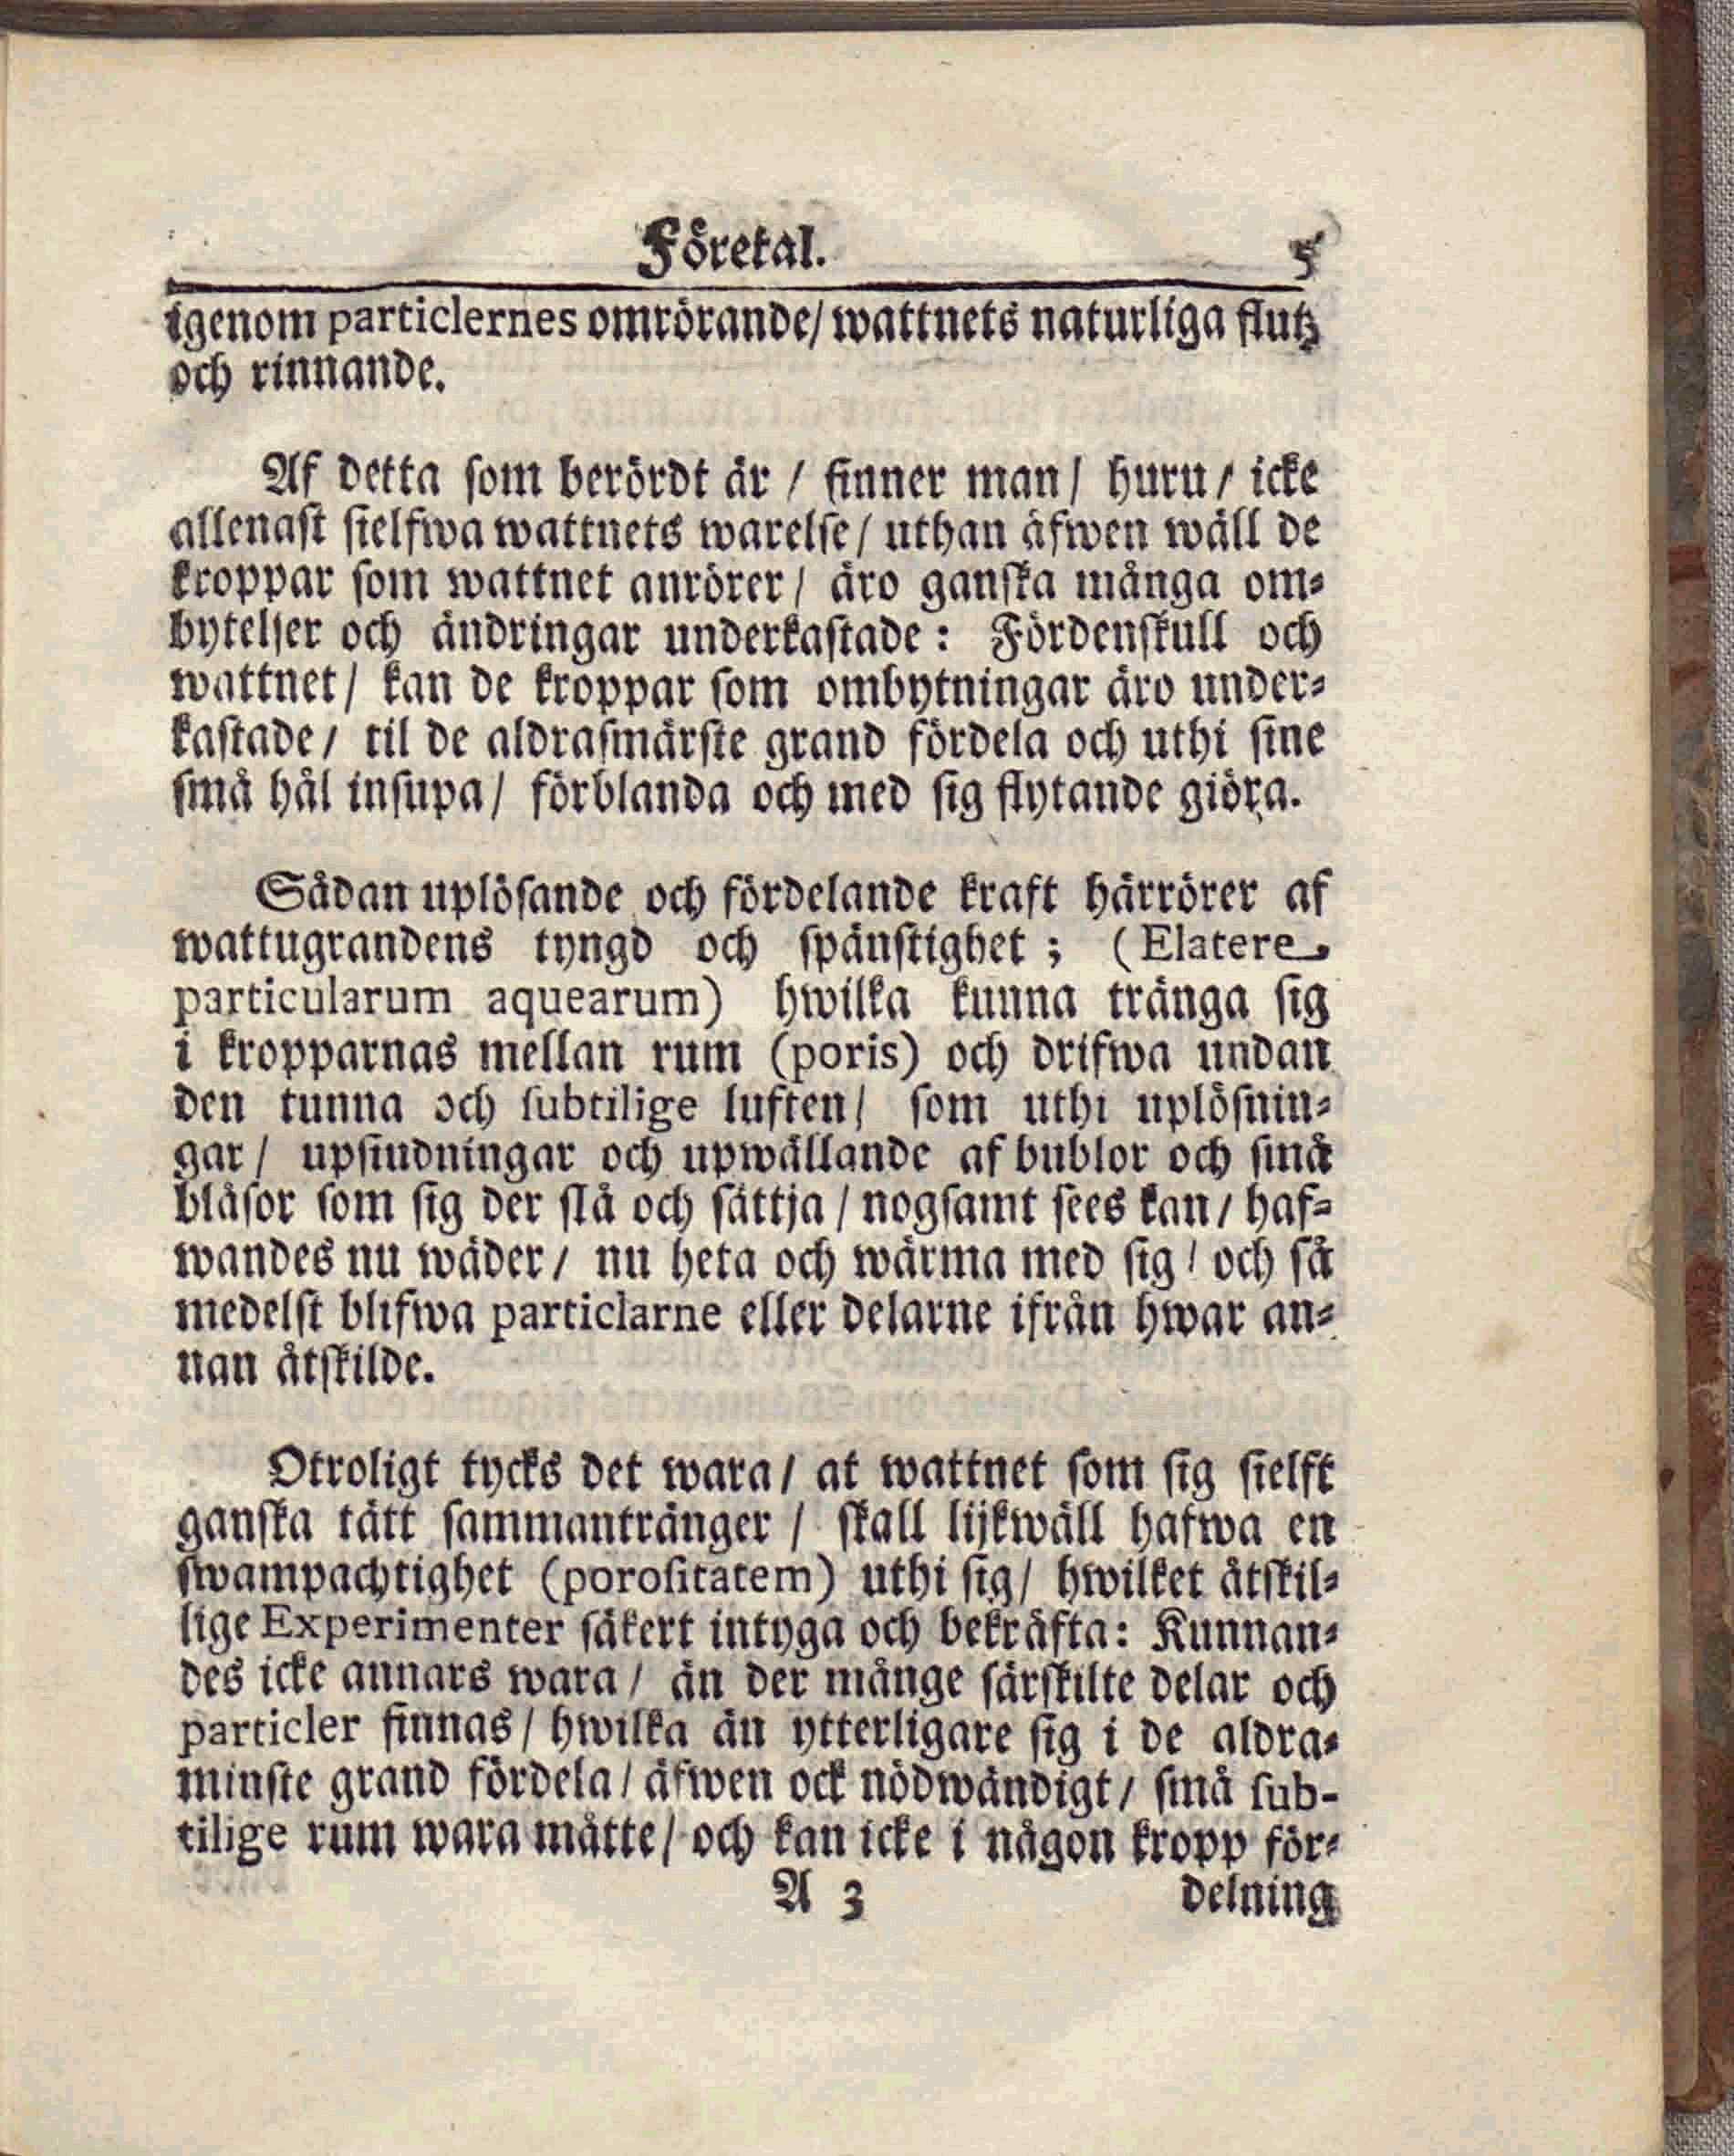 Företal. 5
igenom particlernes omrörande/ wattnets naturliga flutz
och rinnande.
Af detta som berördt är / finner man/ huru/ icke
allenast sielfwa wattnets warelse/ uthan äfwen wäll de
kroppar som wattnet anrörer/ äro ganska många om-
bytelser och ändringar underkastade: Fördenskull och
wattnet/ kan de kroppar som ombytningar äro under-
kastade/ til de aldrasmärste grand fördela och uthi sine
små hål insupa/ förblanda och med sig flytande giöra.
Sådan uplösande och fördelande kraft härrörer af
wattugrandens tyngd och spänstighet; (Elatere
particularum aquearum) hwilka kunna tränga sig
i kropparnas mellan rum (poris) och drifwa undan
den tunna och subtilige luften/ som uthi uplösnin-
gar/ upsiudningar och upwällande af bublor och små
blåsor som sig der slå och sättja/ nogsamt sees kan/ haf-
wandes nu wäder/ nu heta och wärma med sig/ och så
medelst blifwa particlarne eller delarne ifrån hwar an-
nan åtskilde.
Otroligt tycks det wara/ at wattnet som sig sielft
ganska tätt sammantränger / skall lijkwäll hafwa en
swampachtighet (porositatem) uthi sig/ hwilket åtskil-
lige Experimenter säkert intyga och bekräfta: Kunnan-
des icke annars wara/ än der månge särskilte delar och
particler finnas/ hwilka än ytterligare sig i de aldra-
minste grand fördela/ äfwen ock nödwändigt/ små sub-
tilige rum wara måtte/ och kan icke i någon kropp för-
A 3 delning